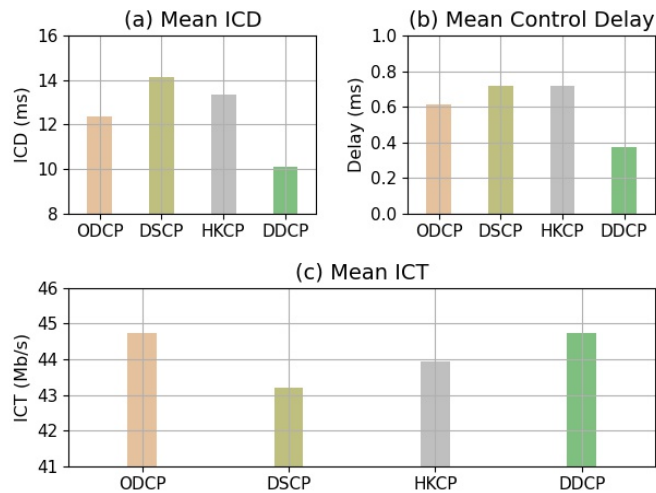 (a) Mean ICD
16
14
12
10
8
ICD (ms)
ODCP DSCP HKCP DDCP
(b) Mean Control Delay
1.0
0.8
0.6
0.4
0.2
0.0
Delay (ms)
ODCP DSCP HKCP DDCP
(c) Mean ICT
46
45
44
43
42
41
ICT (Mb/s)
ODCP DSCP HKCP DDCP